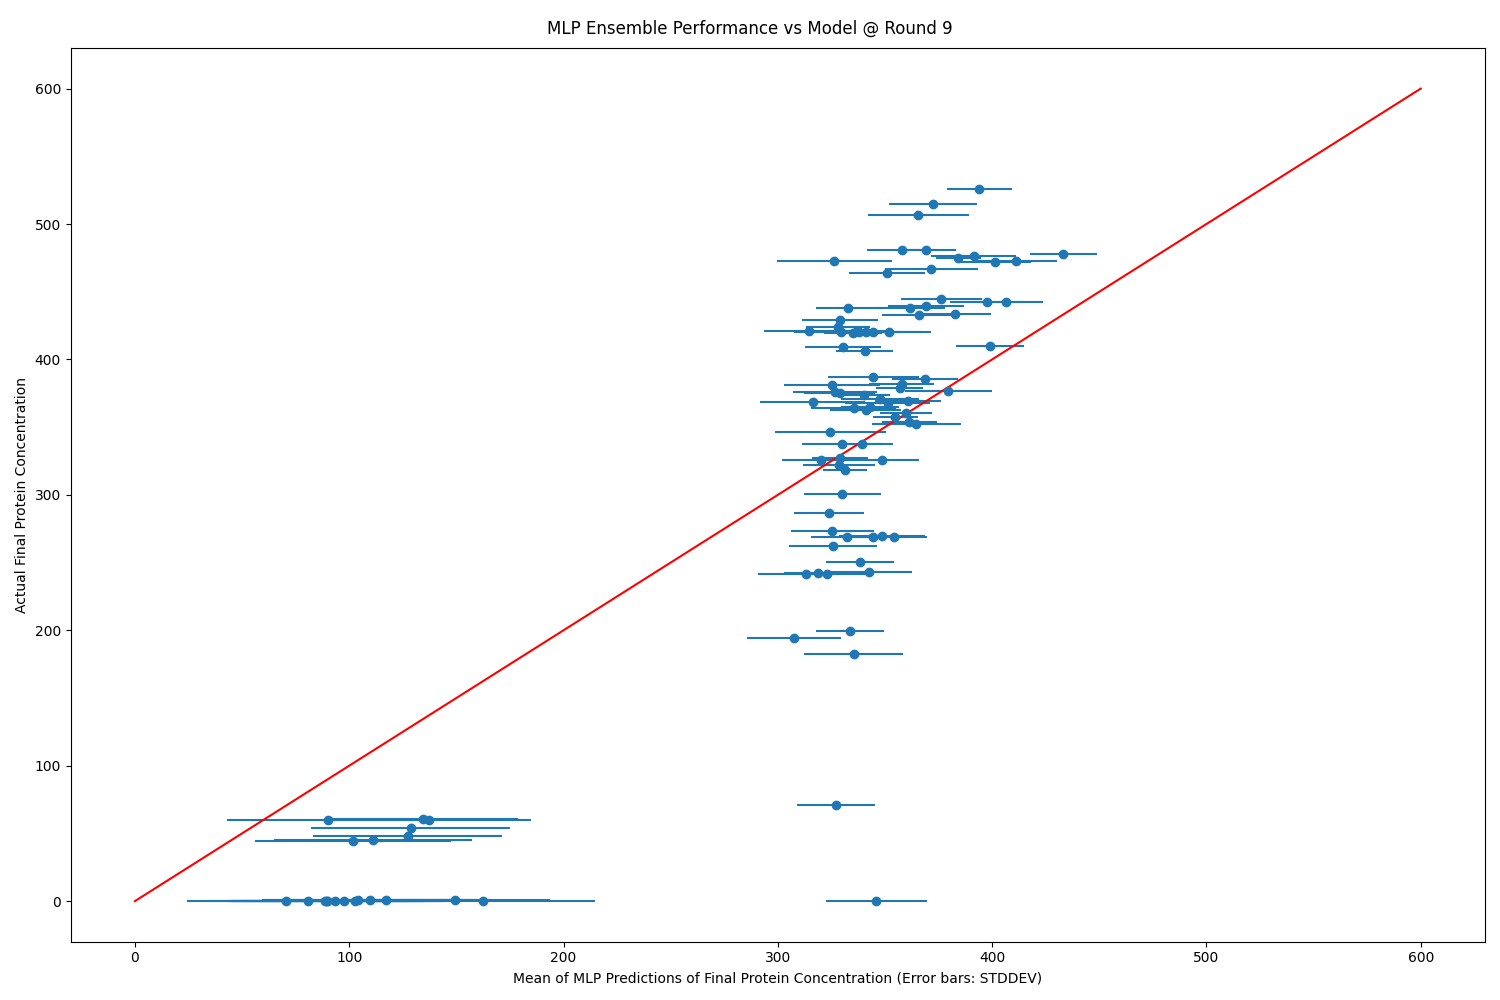 MLP Ensemble Performance vs Model @ Round 9
600
500
400
300
200
100
0
Actual Final Protein Concentration
0 100 200 300 400 500 600
Mean of MLP Predictions of Final Protein Concentration (Error bars: STDDEV)